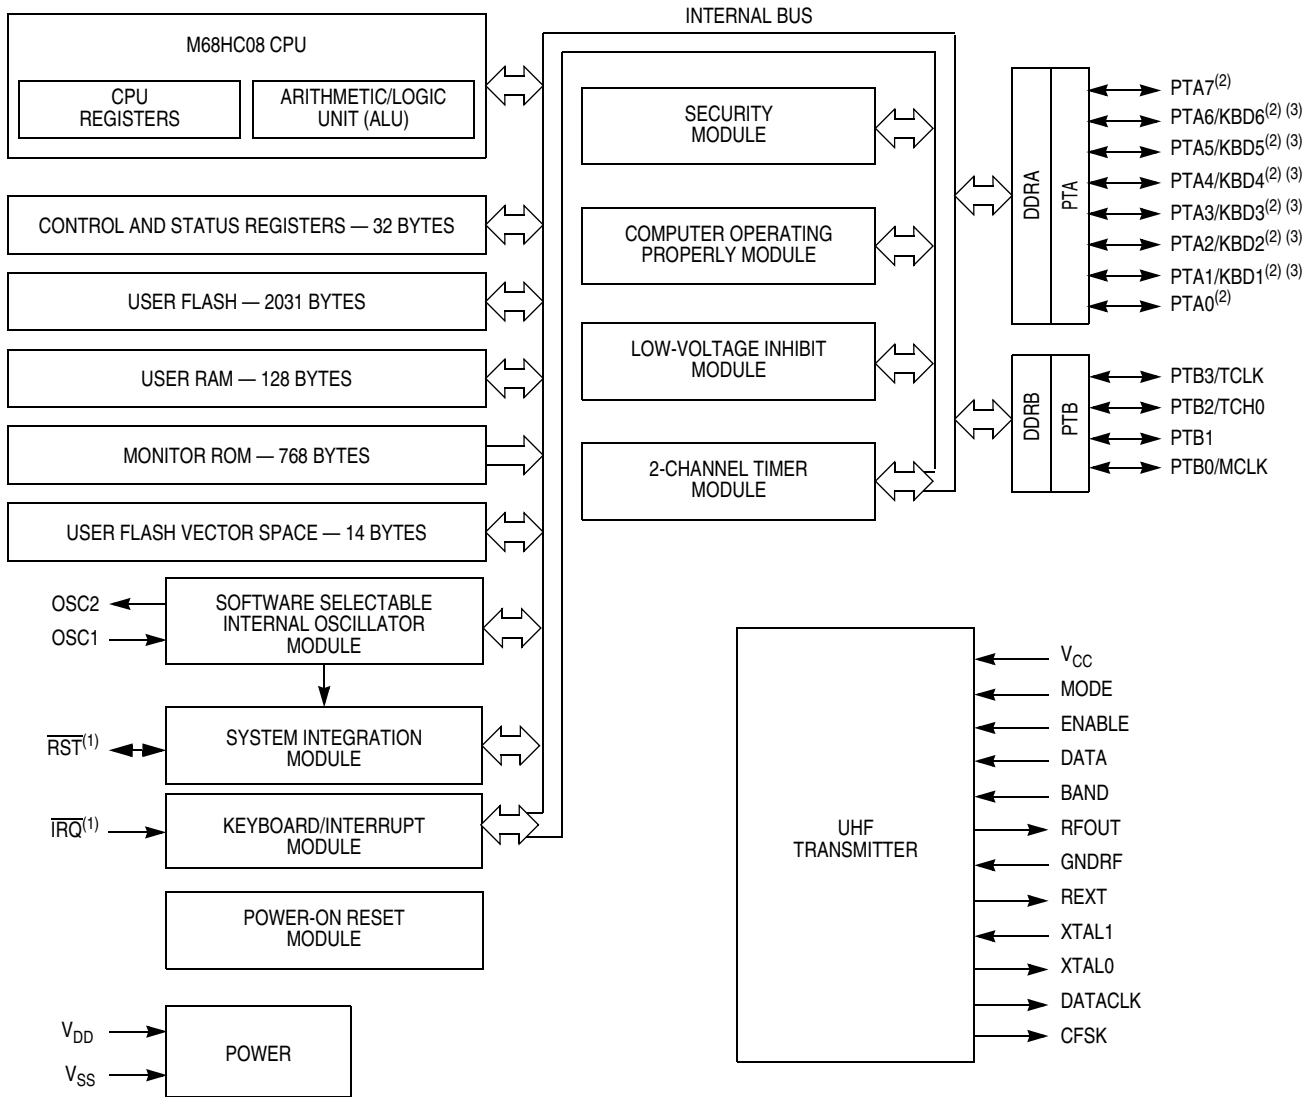 INTERNAL BUS
M68HC08 CPU
CPU
REGISTERS
ARITHMETIC/LOGIC
UNIT (ALU)
CONTROL AND STATUS REGISTERS — 32 BYTES
USER FLASH — 2031 BYTES
USER RAM — 128 BYTES
MONITOR ROM — 768 BYTES
USER FLASH VECTOR SPACE — 14 BYTES
OSC2
OSC1
SOFTWARE SELECTABLE
INTERNAL OSCILLATOR
MODULE
RST(1)
SYSTEM INTEGRATION
MODULE
IRQ(1)
KEYBOARD/INTERRUPT
MODULE
POWER-ON RESET
MODULE
VDD
VSS
POWER
SECURITY
MODULE
COMPUTER OPERATING
PROPERLY MODULE
LOW-VOLTAGE INHIBIT
MODULE
2-CHANNEL TIMER
MODULE
DDRA
PTA
PTA7(2)
PTA6/KBD6(2) (3)
PTA5/KBD5(2) (3)
PTA4/KBD4(2) (3)
PTA3/KBD3(2) (3)
PTA2/KBD2(2) (3)
PTA1/KBD1(2) (3)
PTA0(2)
DDRB
PTB
PTB3/TCLK
PTB2/TCH0
PTB1
PTB0/MCLK
UHF
TRANSMITTER
VCC
MODE
ENABLE
DATA
BAND
RFOUT
GNDRF
REXT
XTAL1
XTAL0
DATACLK
CFSK